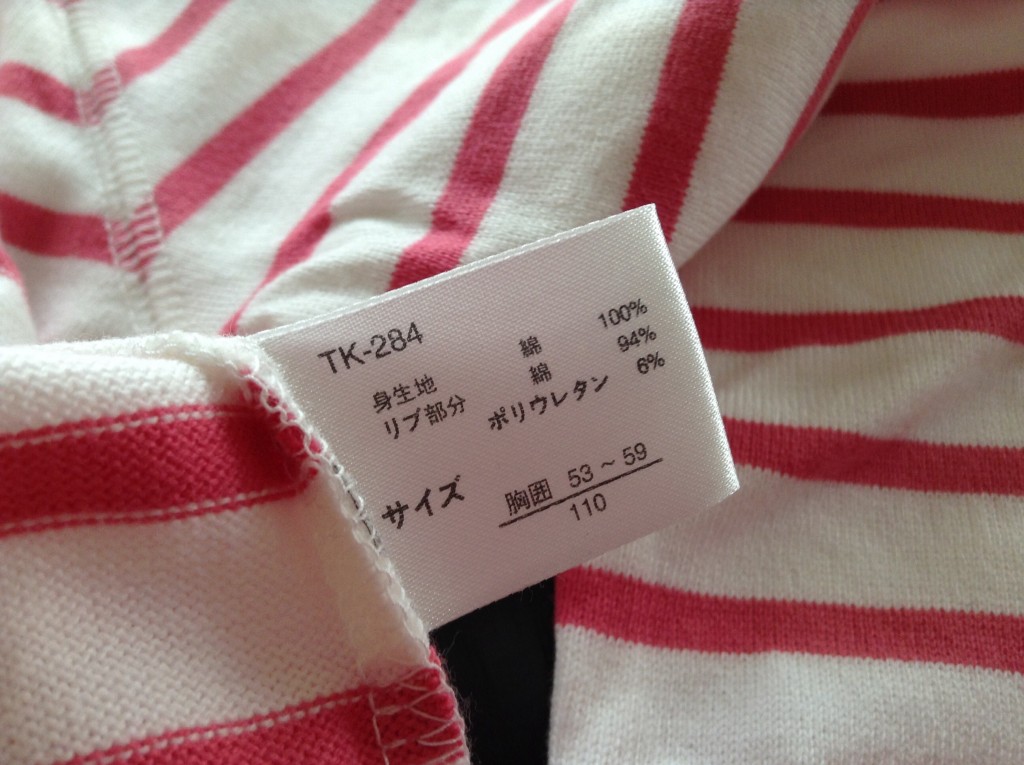 TK-284
身生地 綿 100%
リブ部分 綿 94%
ポリウレタン 6%
サイズ 胸囲 53～59
110